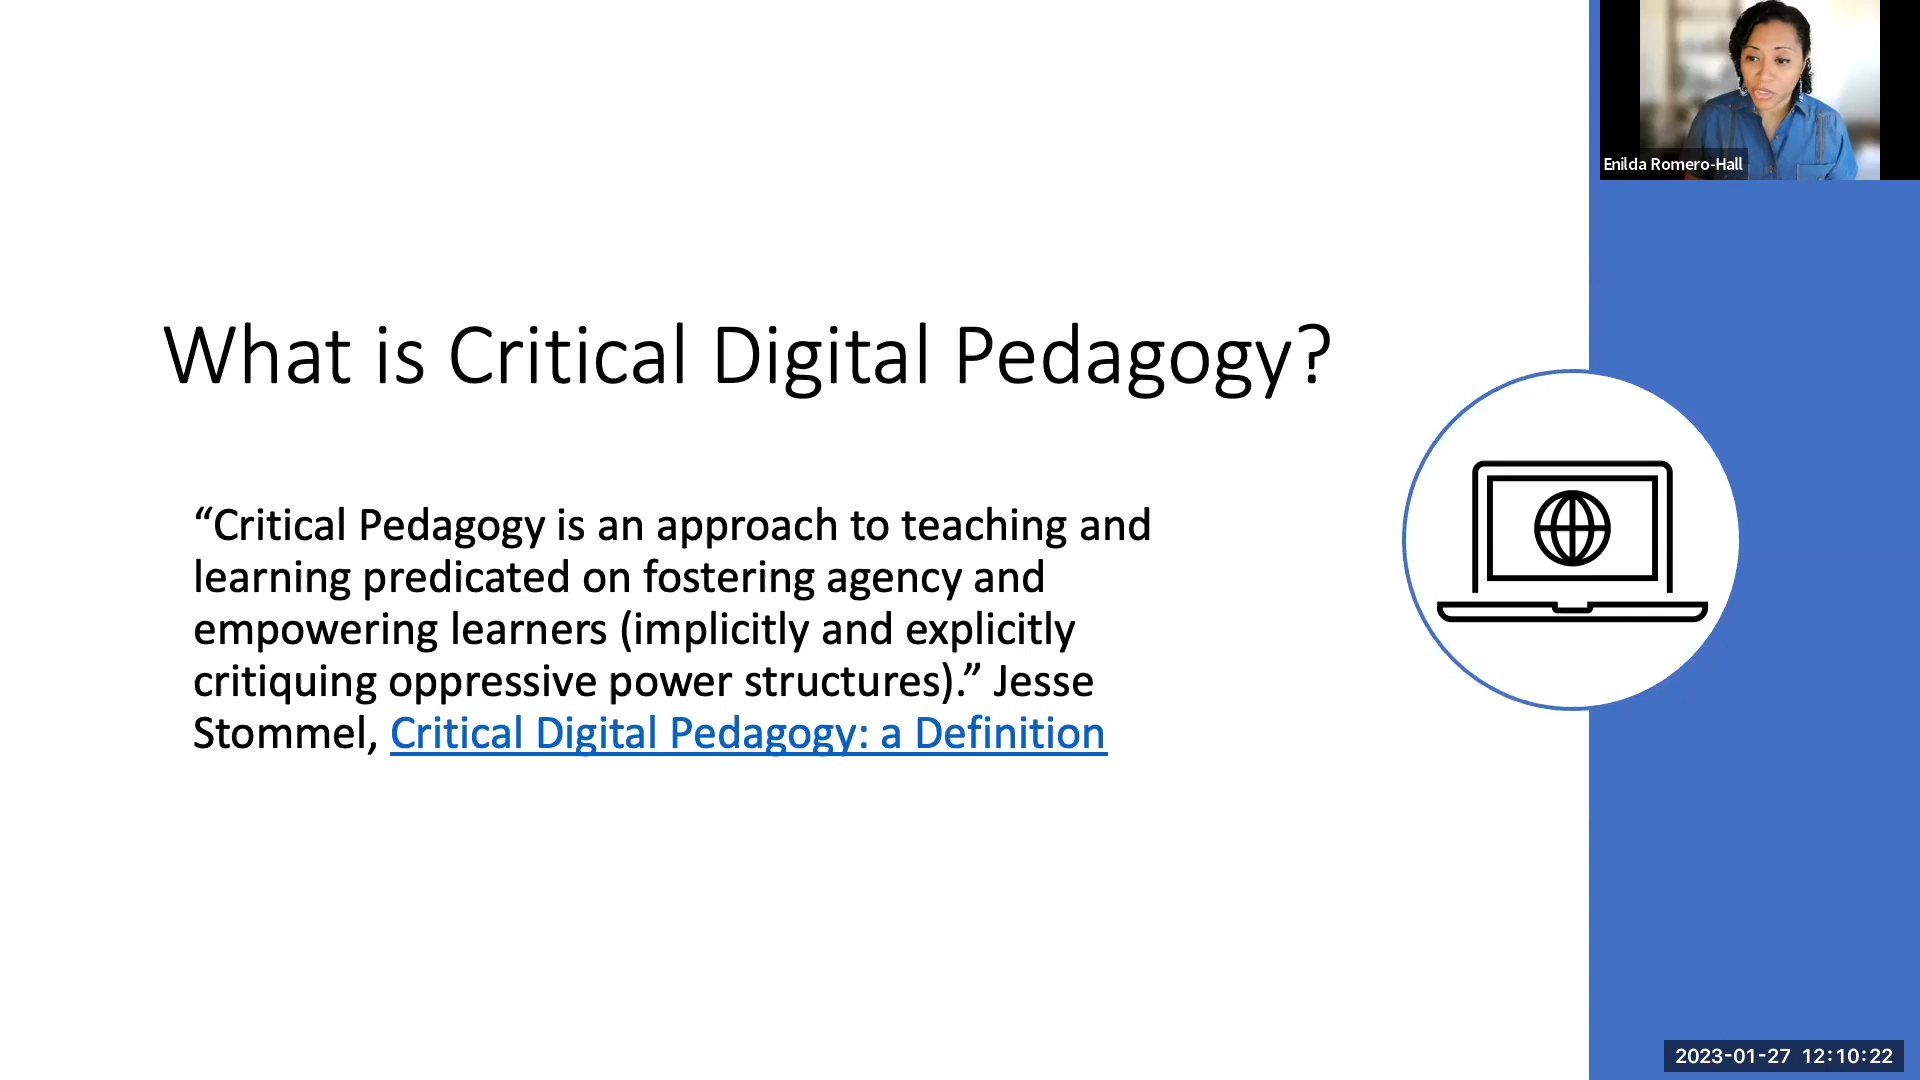 Enilda Romero-Hall
What is Critical Digital Pedagogy?
“Critical Pedagogy is an approach to teaching and
learning predicated on fostering agency and
empowering learners (implicitly and explicitly
critiquing oppressive power structures).” Jesse
Stommel, Critical Digital Pedagogy: a Definition
2023-01-27 12:10:22